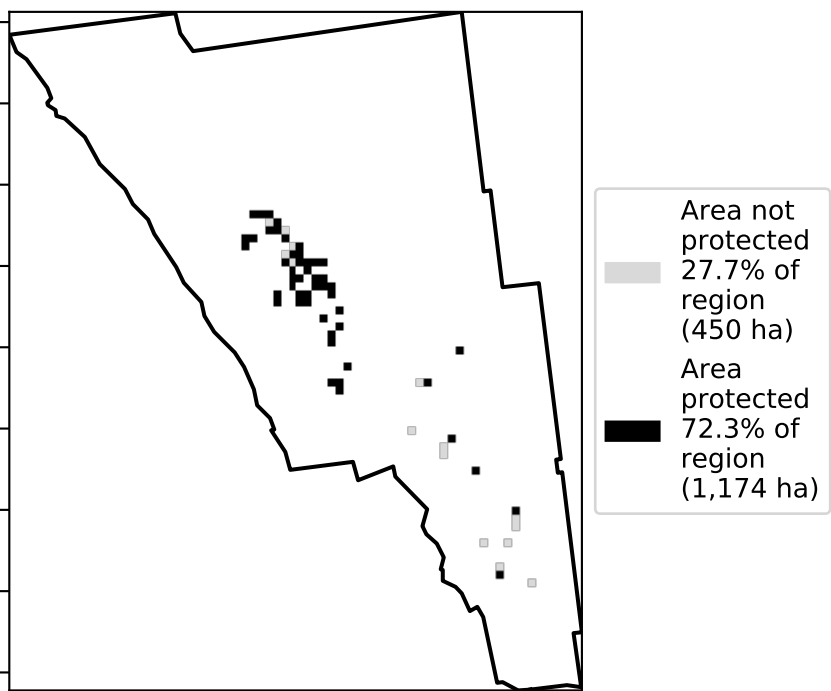 Area not
protected
27.7% of
region
(450 ha)
Area
protected
72.3% of
region
(1,174 ha)